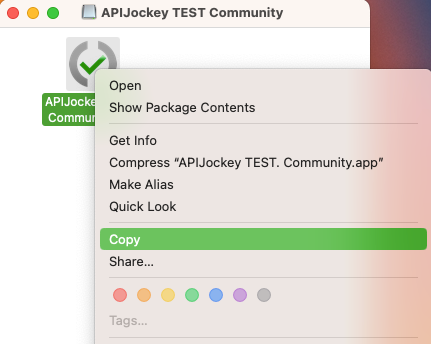 APIJockey TEST Community
APIJocke
Commun
Open
Show Package Contents
Get Info
Compress “APIJockey TEST. Community.app”
Make Alias
Quick Look
Copy
Share...
Tags...